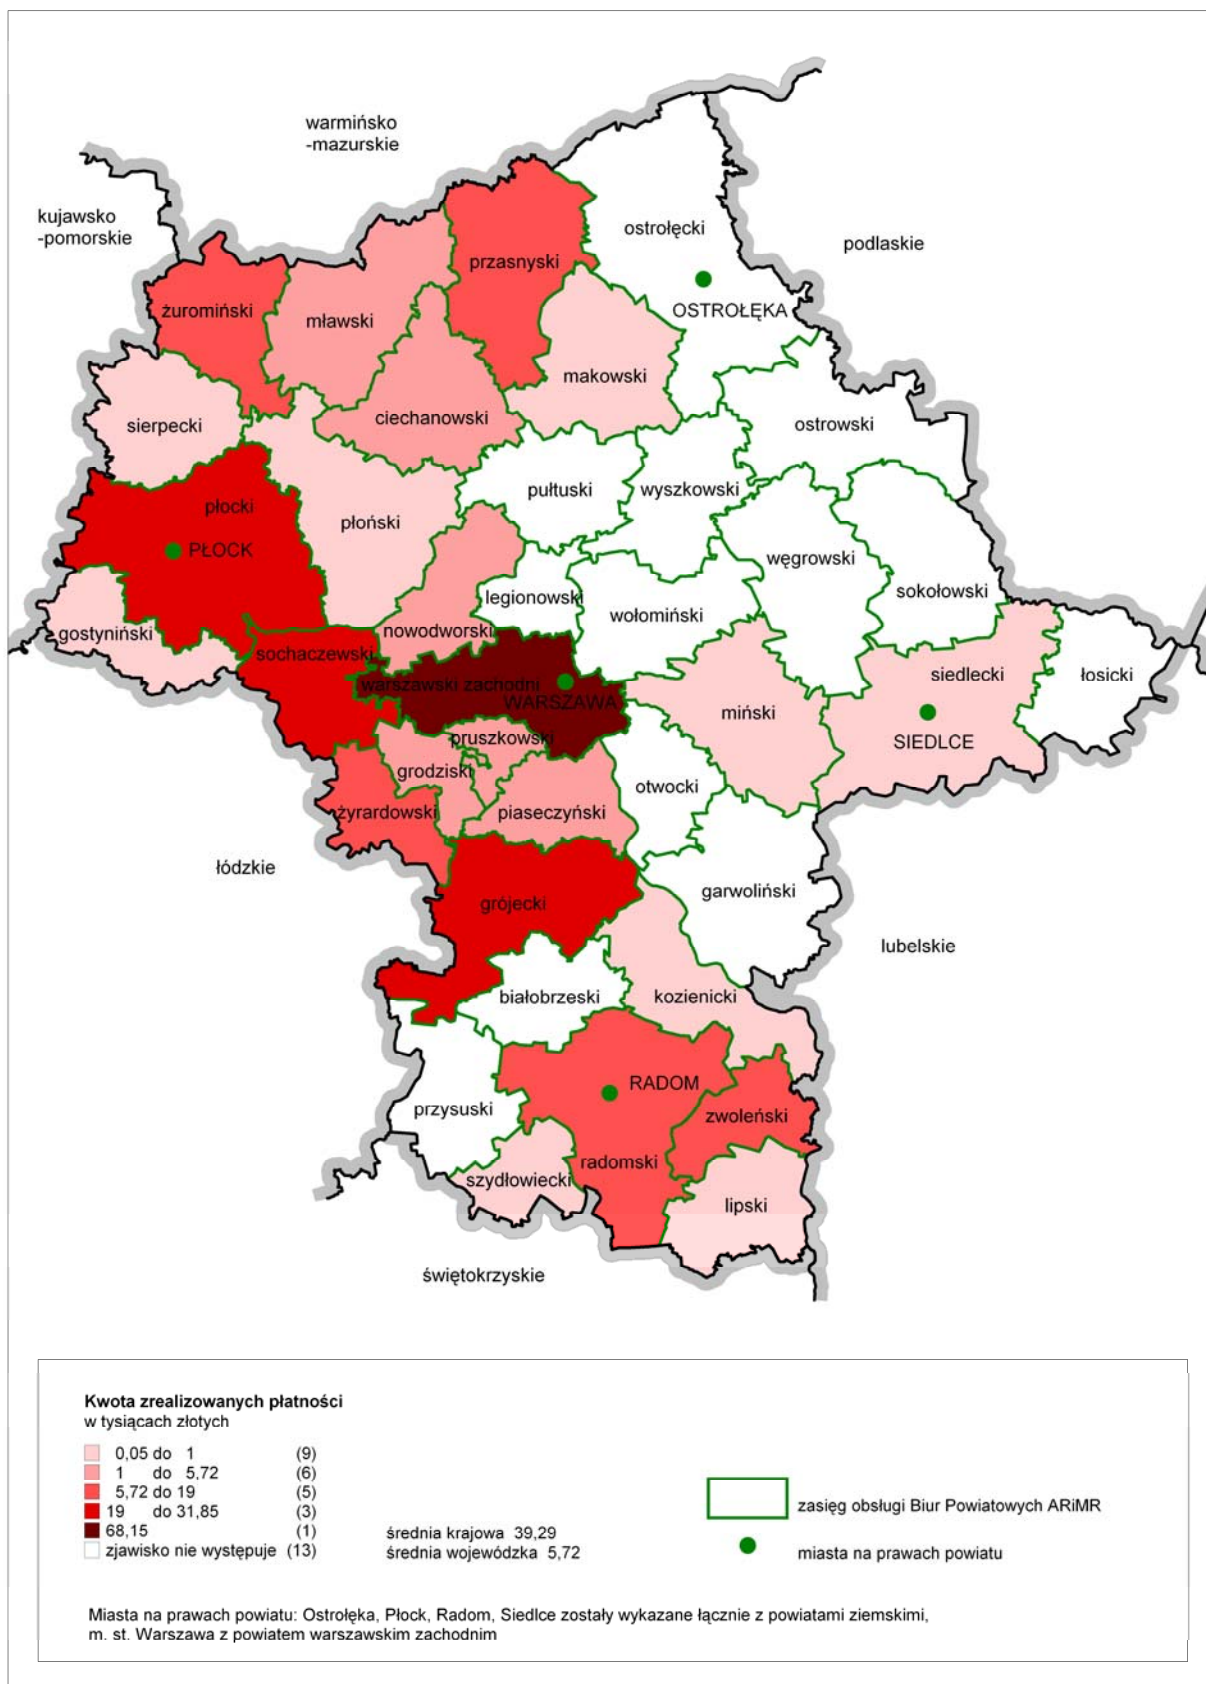 warmińsko
-mazurskie
kujawsko
-pomorskie
podlaskie
ostrołęcki
przasnyski
OSTROŁĘKA
żuromiński
mławski
makowski
ciechanowski
sierpecki
ostrowski
pułtuski
wyszkowski
płocki
płoński
PŁOCK
węgrowski
sokołowski
legionowski
wołomiński
gostyniński
nowodworski
sochaczewski
siedlecki
łosicki
warszawski zachodni
WARSZAWA
miński
SIEDLCE
pruszkowski
grodziski
otwocki
żyrardowski
piaseczyński
łódzkie
garwoliński
grójecki
lubelskie
białobrzeski
kozienicki
RADOM
przysuski
zwoleński
radomski
szydłowiecki
lipski
świętokrzyskie
Kwota zrealizowanych płatności
w tysiącach złotych
0,05 do 1 (9)
1 do 5,72 (6)
5,72 do 19 (5)
19 do 31,85 (3)
68,15 (1)
zjawisko nie występuje (13)
średnia krajowa 39,29
średnia wojewódzka 5,72
zasięg obsługi Biur Powiatowych ARiMR
miasta na prawach powiatu
Miasta na prawach powiatu: Ostrołęka, Płock, Radom, Siedlce zostały wykazane łącznie z powiatami ziemskimi,
m. st. Warszawa z powiatem warszawskim zachodnim